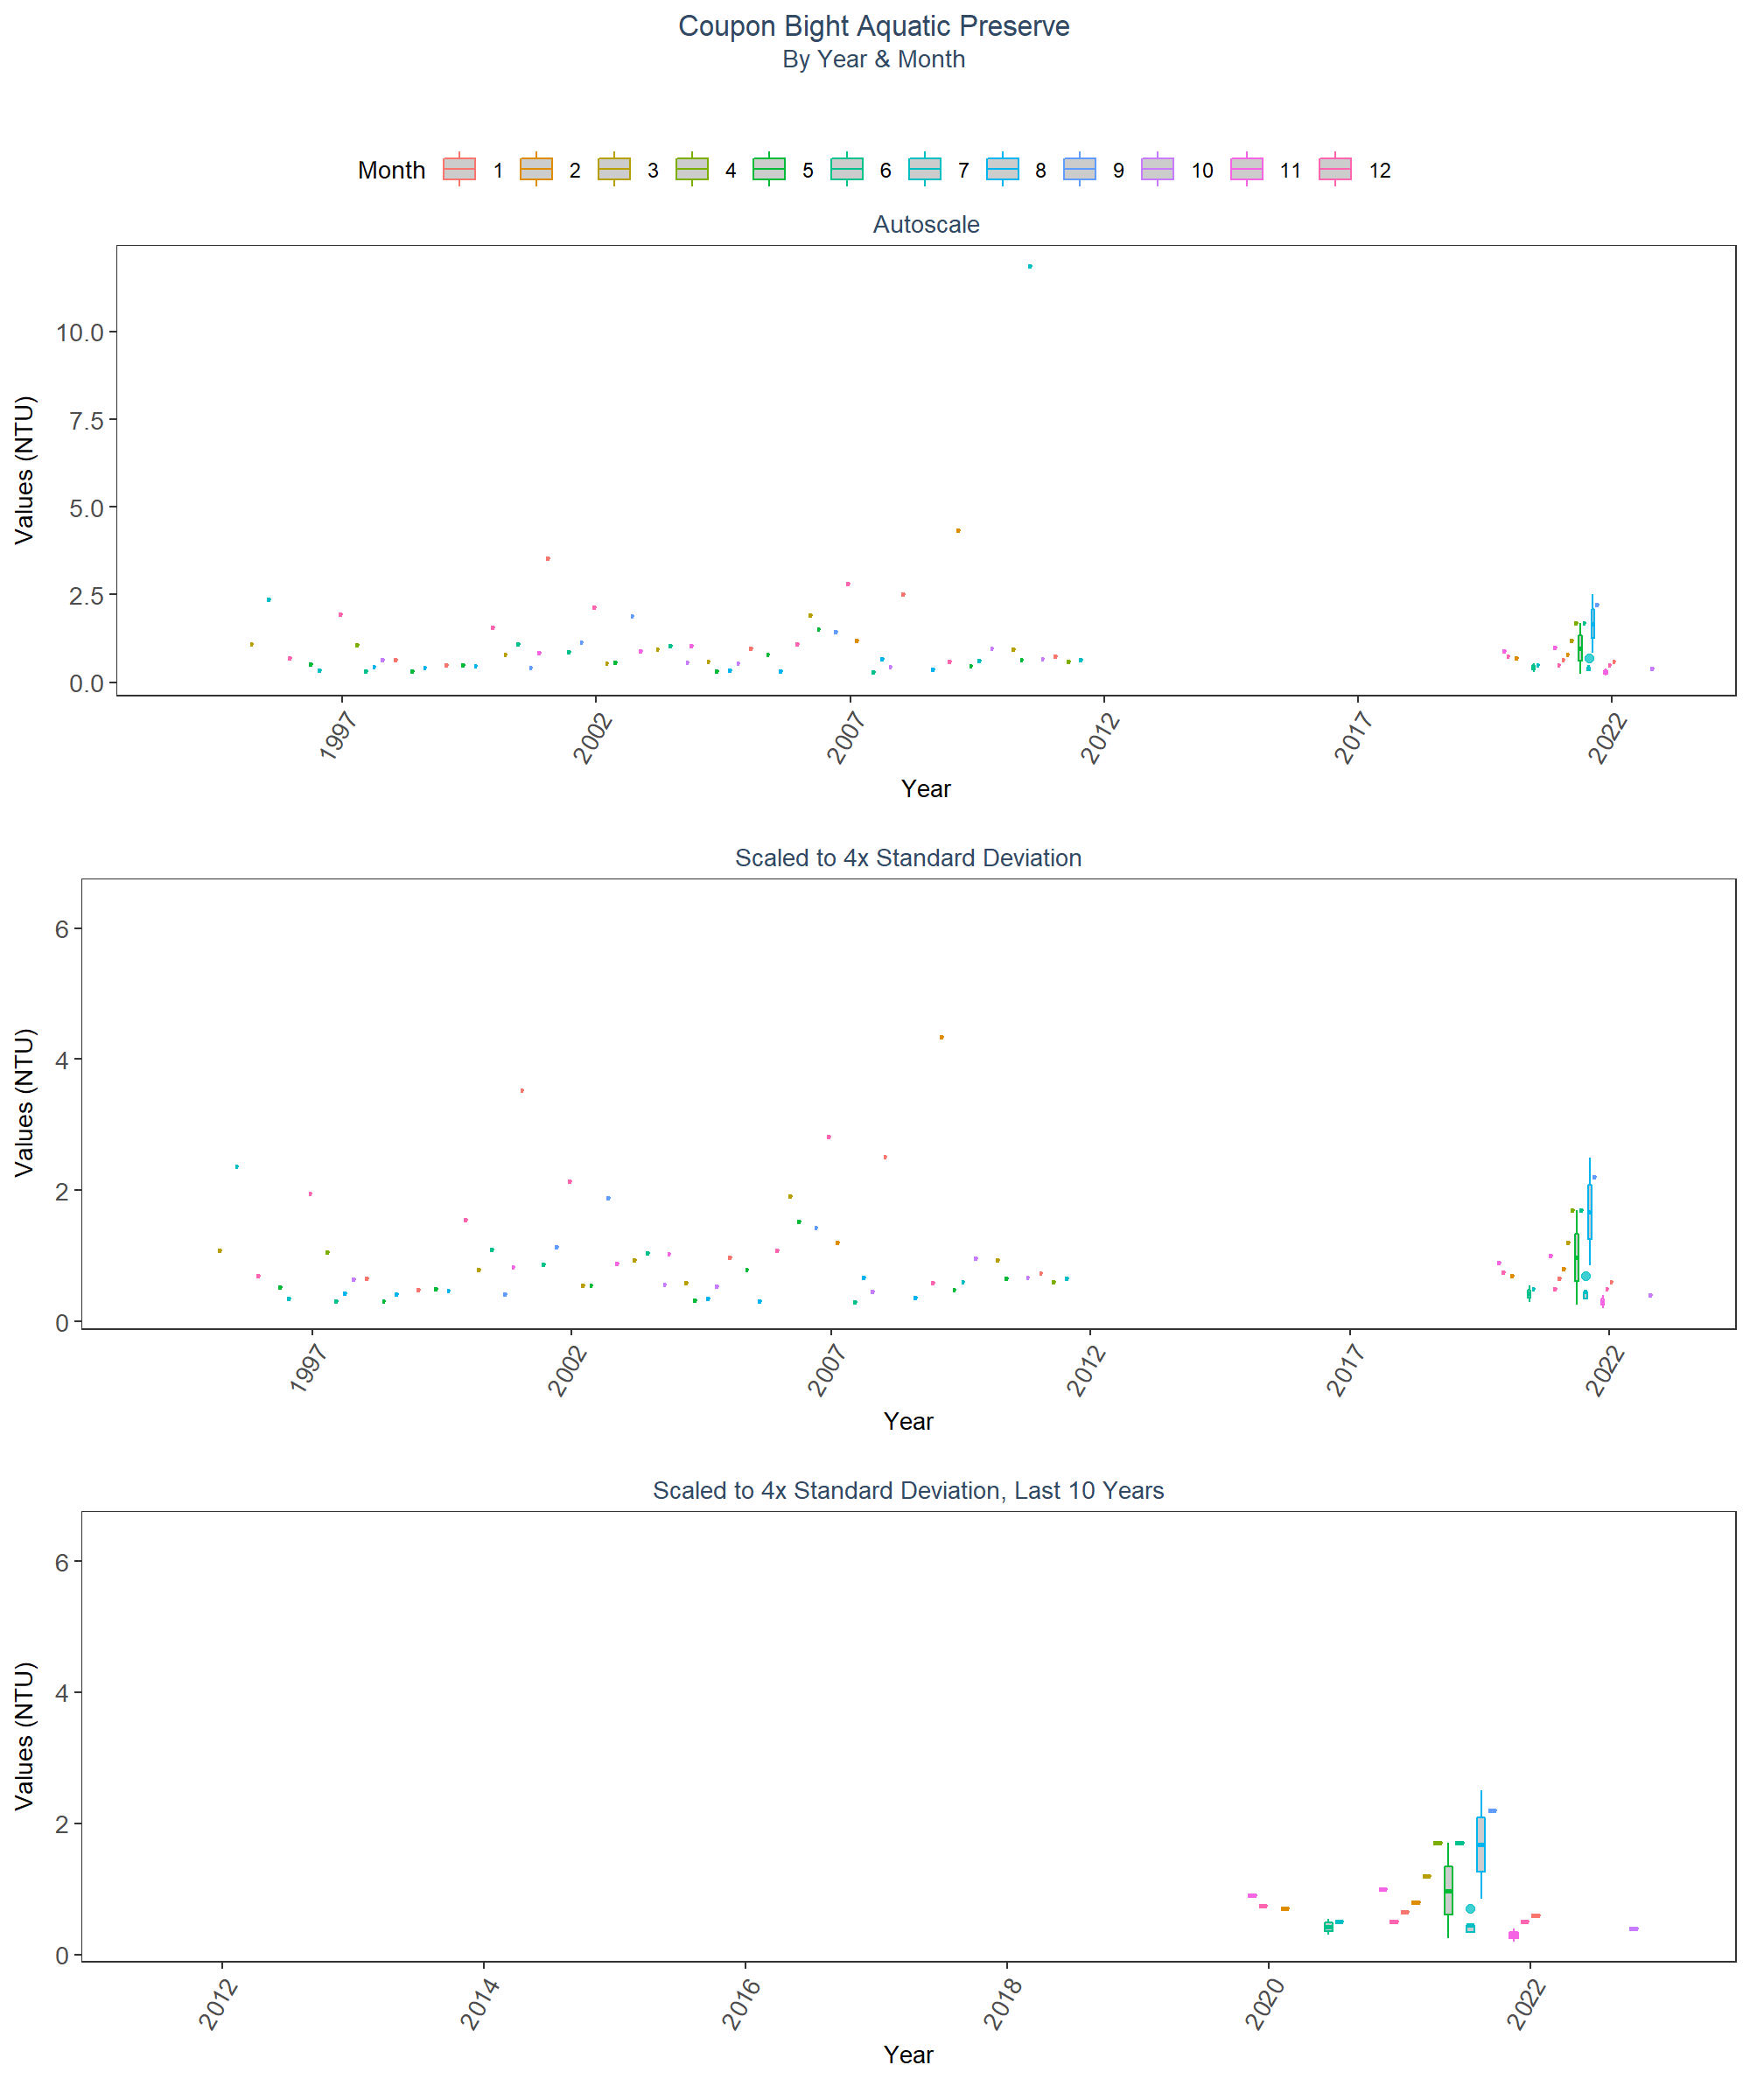 Coupon Bight Aquatic Preserve
By Year & Month
Month 1 2 3 4 5 6 7 8 9 10 11 12
Autoscale
Values (NTU)
10.0
7.5
5.0
2.5
0.0
1997 2002 2007 2012 2017 2022
Year
Scaled to 4x Standard Deviation
Values (NTU)
6
4
2
0
1997 2002 2007 2012 2017 2022
Year
Scaled to 4x Standard Deviation, Last 10 Years
Values (NTU)
6
4
2
0
2012 2014 2016 2018 2020 2022
Year